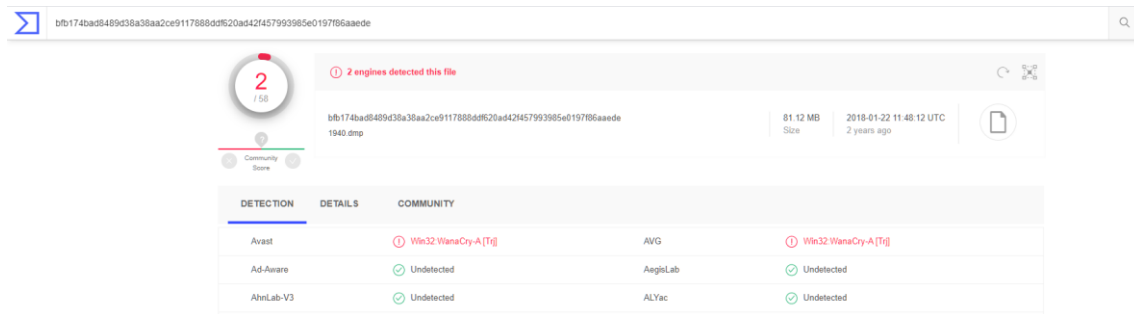 bfb174bad8489d38a38aa2ce9117888ddf620ad42f457993985e0197f86aaede
2
/ 58
2 engines detected this file
bfb174bad8489d38a38aa2ce9117888ddf620ad42f457993985e0197f86aaede
1940.dmp
81.12 MB
Size
2018-01-22 11:48:12 UTC
2 years ago
?
Community
Score
DETECTION DETAILS COMMUNITY
Avast Win32:WanaCry-A [Trj] AVG Win32:WanaCry-A [Trj]
Ad-Aware Undetected AegisLab Undetected
AhnLab-V3 Undetected ALYac Undetected